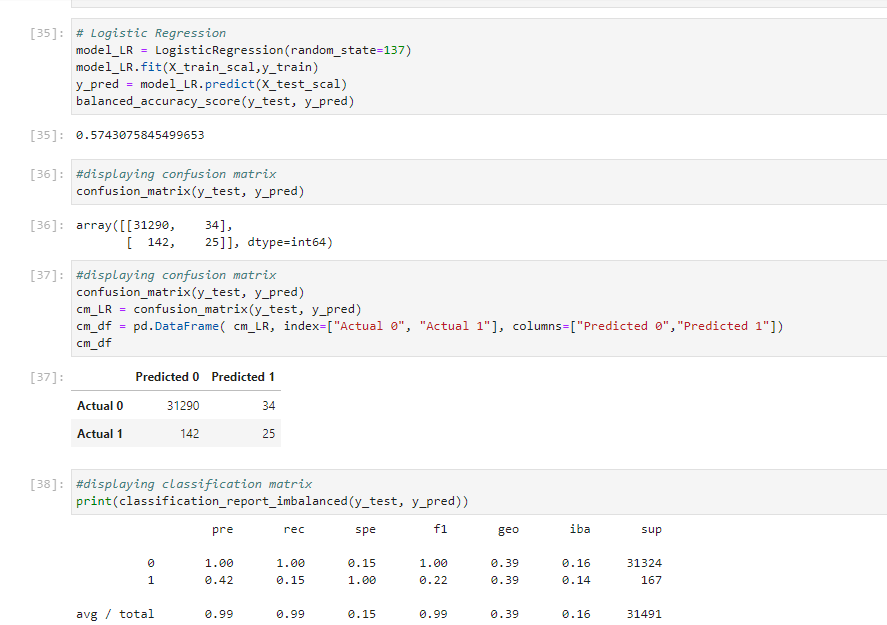 [35]: # Logistic Regression
model_LR = LogisticRegression(random_state=137)
model_LR.fit(X_train_scal,y_train)
y_pred = model_LR.predict(X_test_scal)
balanced_accuracy_score(y_test, y_pred)
[35]: 0.5743075845499653
[36]: #displaying confusion matrix
confusion_matrix(y_test, y_pred)
[36]: array([[31290, 34],
[ 142, 25]], dtype=int64)
[37]: #displaying confusion matrix
confusion_matrix(y_test, y_pred)
cm_LR = confusion_matrix(y_test, y_pred)
cm_df = pd.DataFrame( cm_LR, index=["Actual 0", "Actual 1"], columns=["Predicted 0","Predicted 1"])
cm_df
[37]: Predicted 0 Predicted 1
Actual 0 31290 34
Actual 1 142 25
[38]: #displaying classification matrix
print(classification_report_imbalanced(y_test, y_pred))
pre rec spe f1 geo iba sup
0 1.00 1.00 0.15 1.00 0.39 0.16 31324
1 0.42 0.15 1.00 0.22 0.39 0.14 167
avg / total 0.99 0.99 0.15 0.99 0.39 0.16 31491